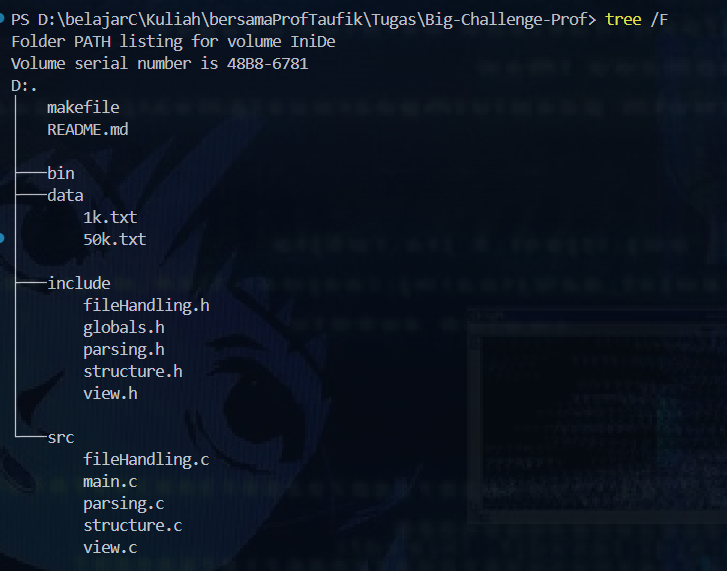 PS D:\belajarC\Kuliah\bersamaProfTaufik\Tugas\Big-Challenge-Prof> tree /F
Folder PATH listing for volume IniDe
Volume serial number is 48B8-6781
D:.
│   makefile
│   README.md
│
├───bin
├───data
│       1k.txt
│       50k.txt
│
├───include
│       fileHandling.h
│       globals.h
│       parsing.h
│       structure.h
│       view.h
│
└───src
        fileHandling.c
        main.c
        parsing.c
        structure.c
        view.c